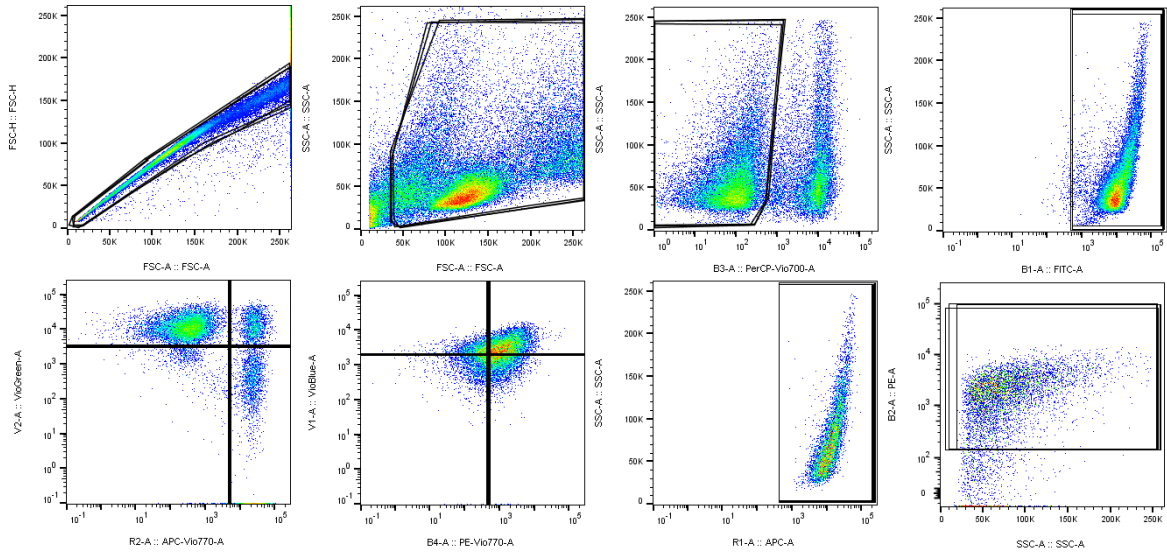 250K
200K
150K
100K
50K
0
FSC-H :: FSC-H
0 50K 100K 150K 200K 250K
FSC-A :: FSC-A
250K
200K
150K
100K
50K
0
SSC-A :: SSC-A
0 50K 100K 150K 200K 250K
FSC-A :: FSC-A
250K
200K
150K
100K
50K
0
SSC-A :: SSC-A
10^0 10^1 10^2 10^3 10^4 10^5
B3-A :: PerCP-Vio700-A
250K
200K
150K
100K
50K
0
SSC-A :: SSC-A
10^-1 10^1 10^2 10^3 10^4 10^5
B1-A :: FITC-A
10^5
10^4
10^3
10^2
10^1
10^0
10^-1
V2-A :: VioGreen-A
10^-1 10^1 10^3 10^5
R2-A :: APC-Vio770-A
10^5
10^4
10^3
10^2
10^1
10^0
10^-1
V1-A :: VioBlue-A
10^-1 10^1 10^3 10^5
B4-A :: PE-Vio770-A
250K
200K
150K
100K
50K
0
SSC-A :: SSC-A
10^-1 10^1 10^2 10^3 10^4 10^5
R1-A :: APC-A
10^5
10^4
10^3
10^2
0
B2-A :: PE-A
0 50K 100K 150K 200K 250K
SSC-A :: SSC-A